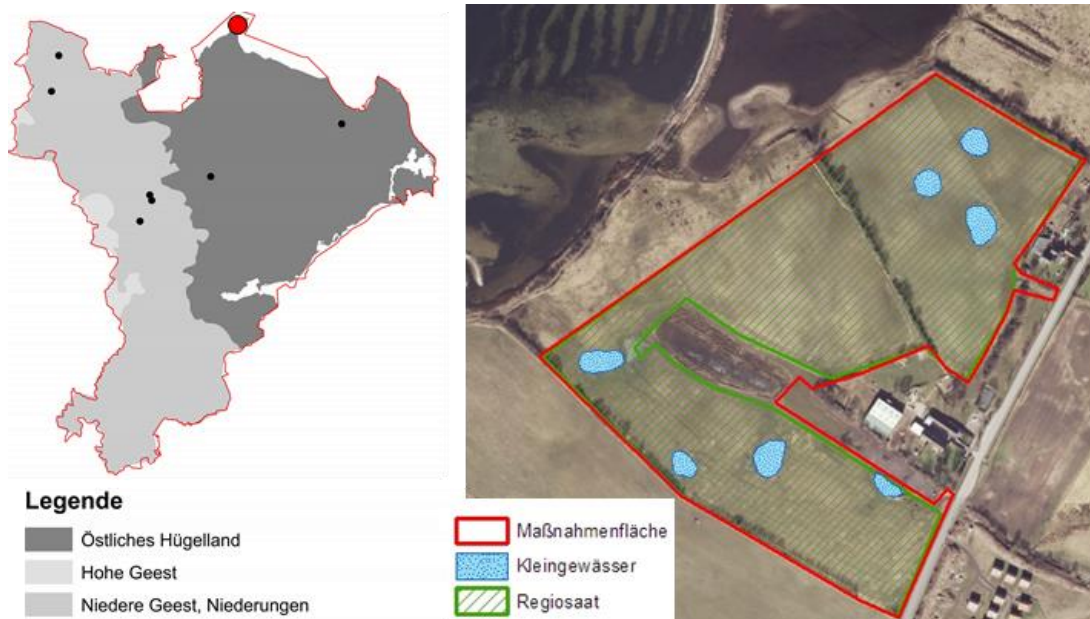 Legende
Östliches Hügelland
Hohe Geest
Niedere Geest, Niederungen
Maßnahmenfläche
Kleingewässer
Regiosaat